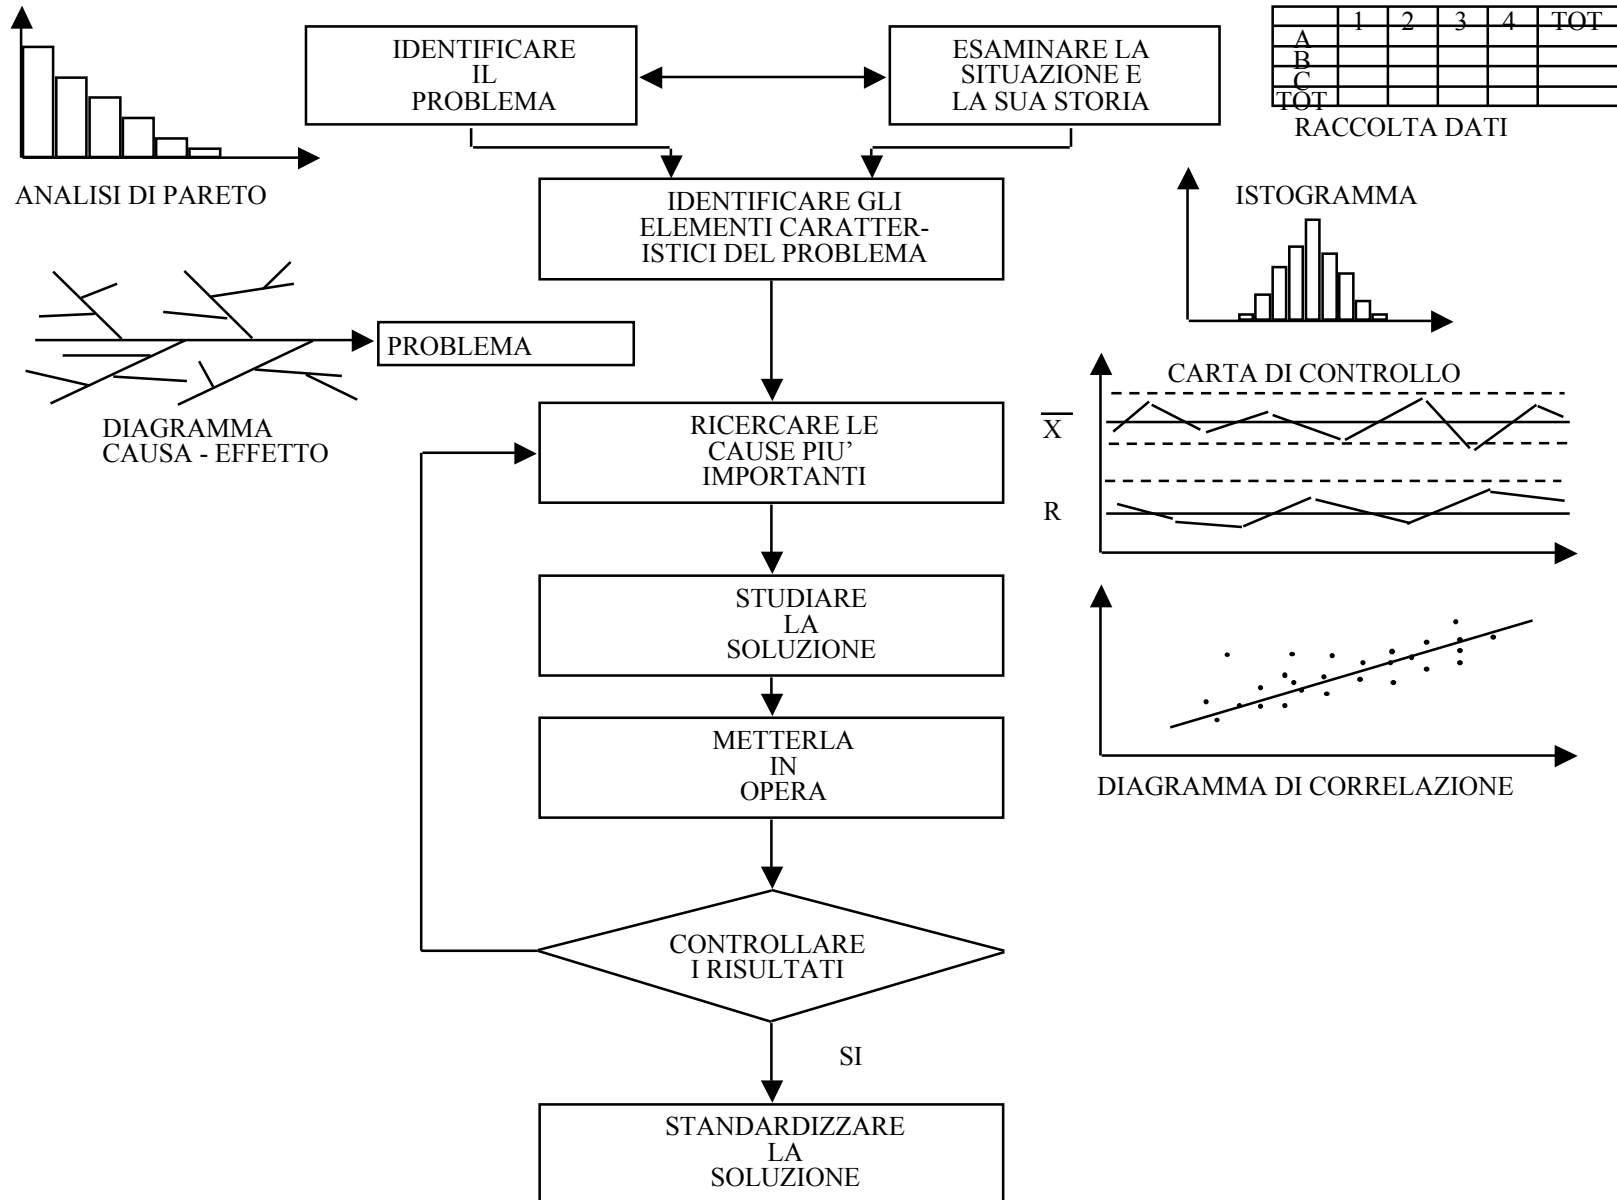 IDENTIFICARE
IL
PROBLEMA
ESAMINARE LA
SITUAZIONE E
LA SUA STORIA
1 2 3 4 TOT
A
B
C
TOT
RACCOLTA DATI
ANALISI DI PARETO
IDENTIFICARE GLI
ELEMENTI CARATTER-
ISTICI DEL PROBLEMA
ISTOGRAMMA
PROBLEMA
DIAGRAMMA
CAUSA - EFFETTO
CARTA DI CONTROLLO
X
R
RICERCARE LE
CAUSE PIU'
IMPORTANTI
STUDIARE
LA
SOLUZIONE
METTERLA
IN
OPERA
DIAGRAMMA DI CORRELAZIONE
CONTROLLARE
I RISULTATI
SI
STANDARDIZZARE
LA
SOLUZIONE